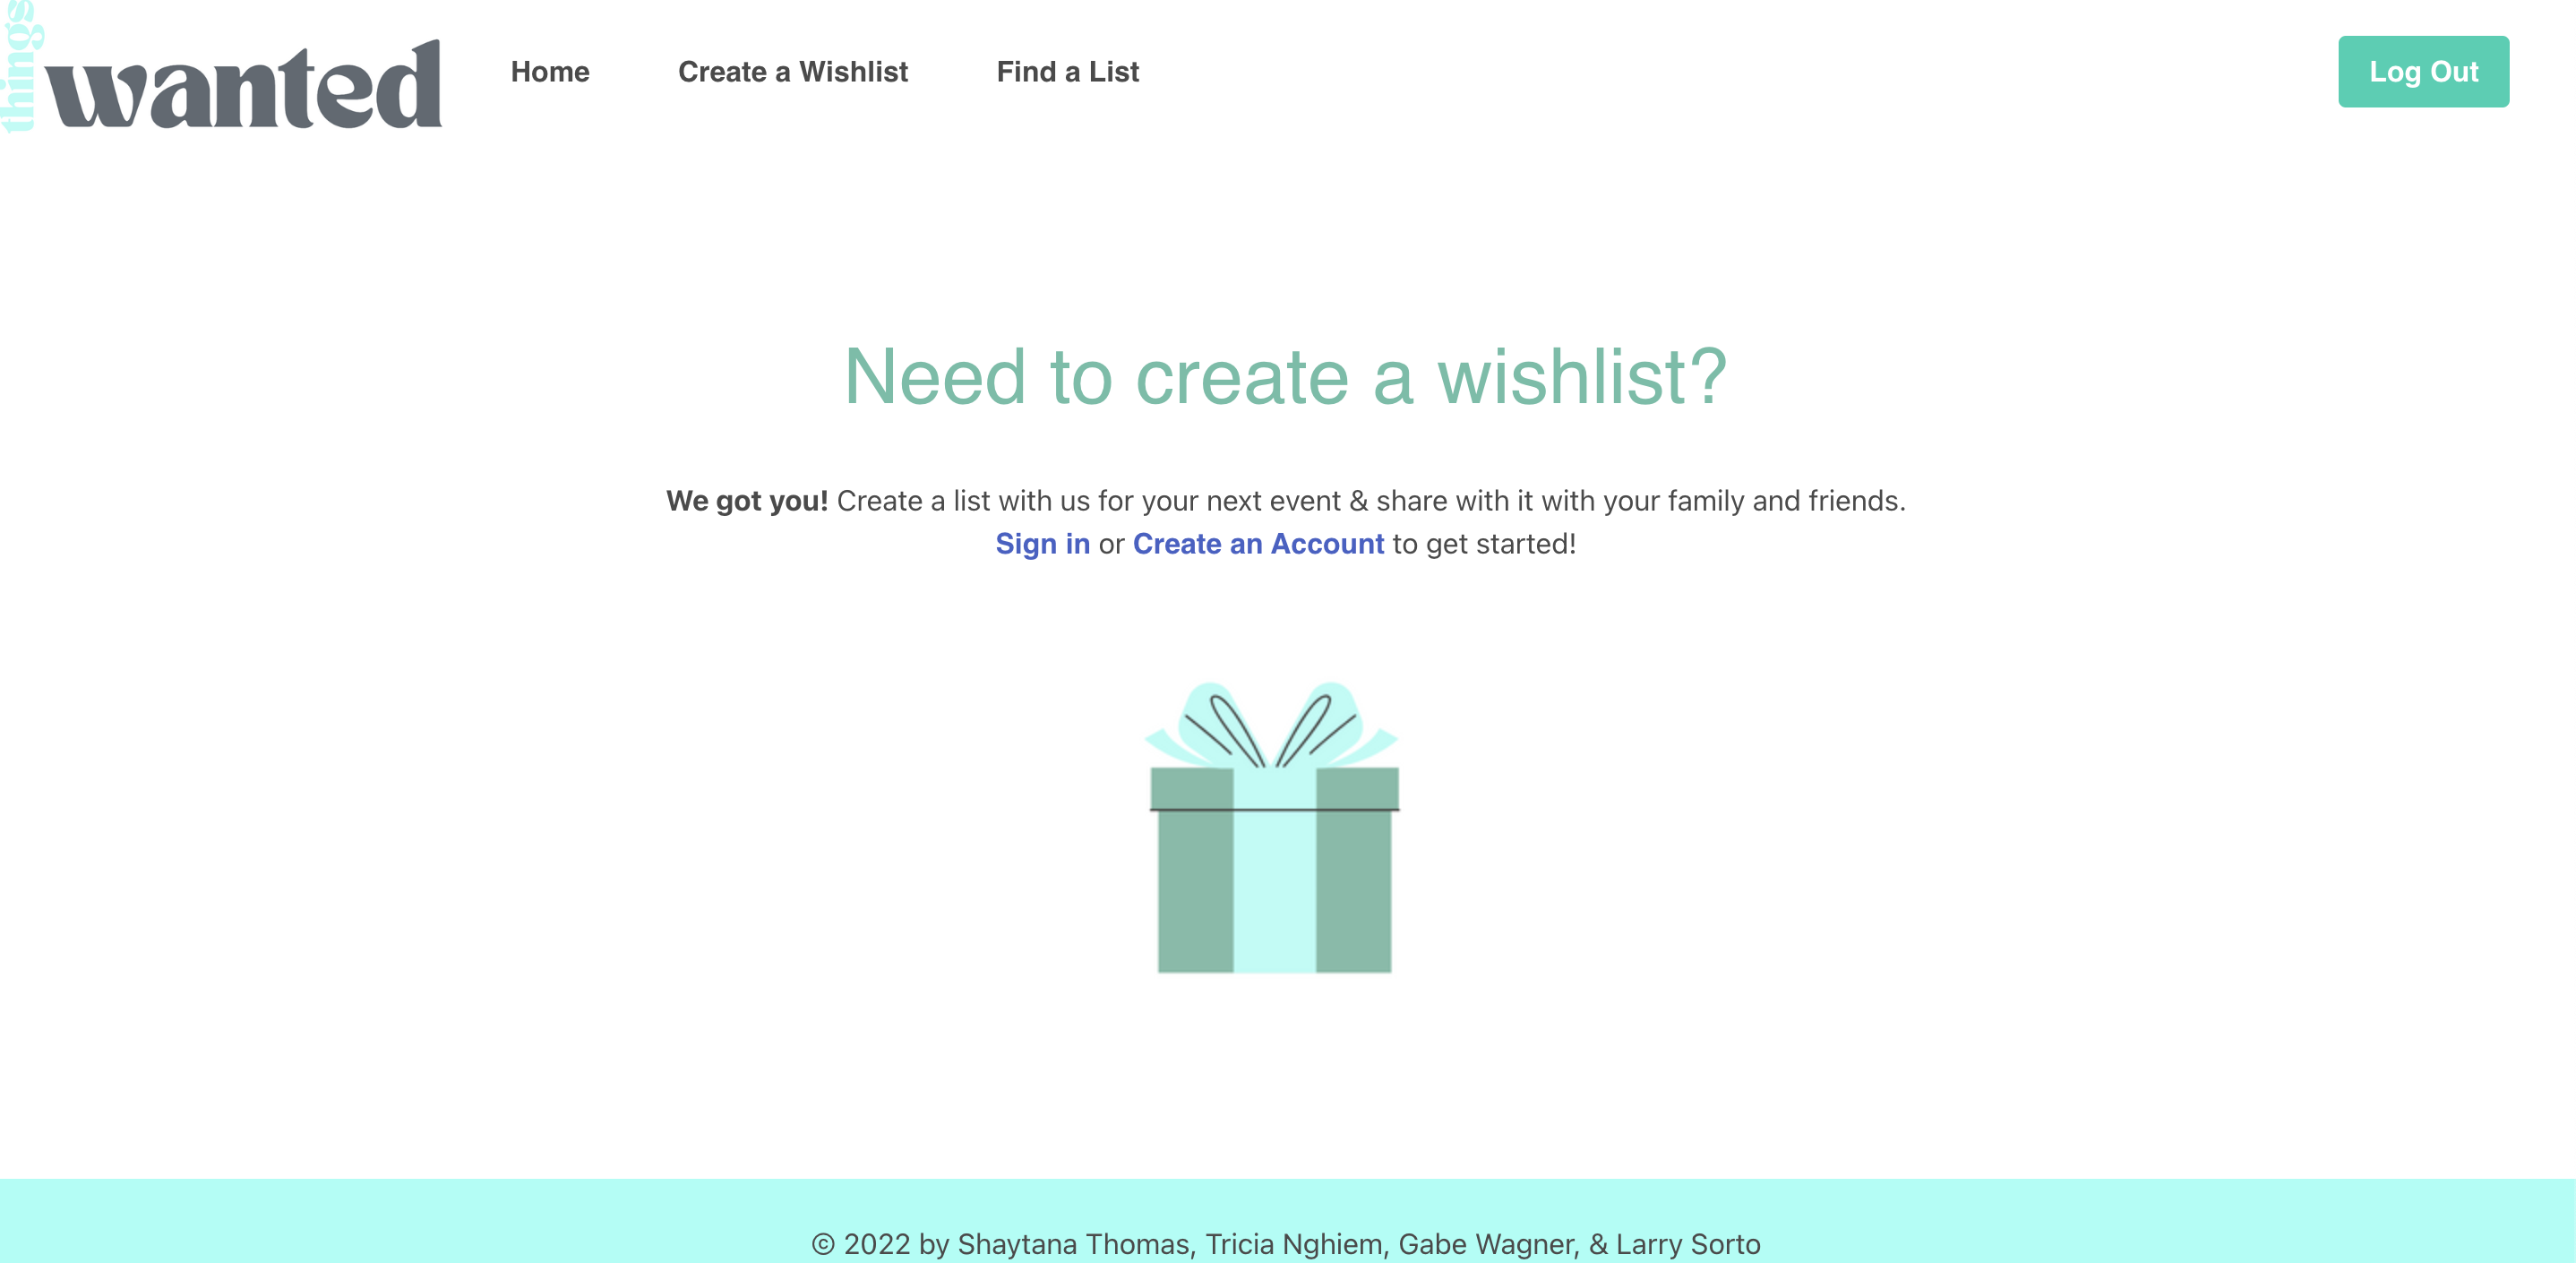 things
wanted
Home
Create a Wishlist
Find a List
Log Out
Need to create a wishlist?
We got you! Create a list with us for your next event & share with it with your family and friends.
Sign in or Create an Account to get started!
© 2022 by Shaytana Thomas, Tricia Nghiem, Gabe Wagner, & Larry Sorto